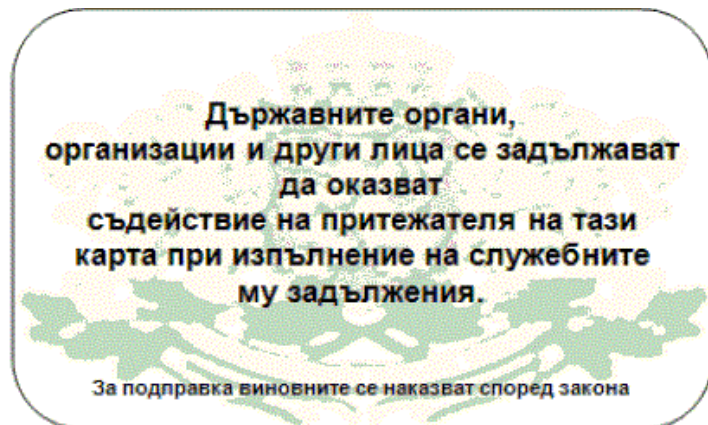 Държавните органи,
организации и други лица се задължават
да оказват
съдействие на притежателя на тази
карта при изпълнение на служебните
му задължения.
За подправка виновните се наказват според закона